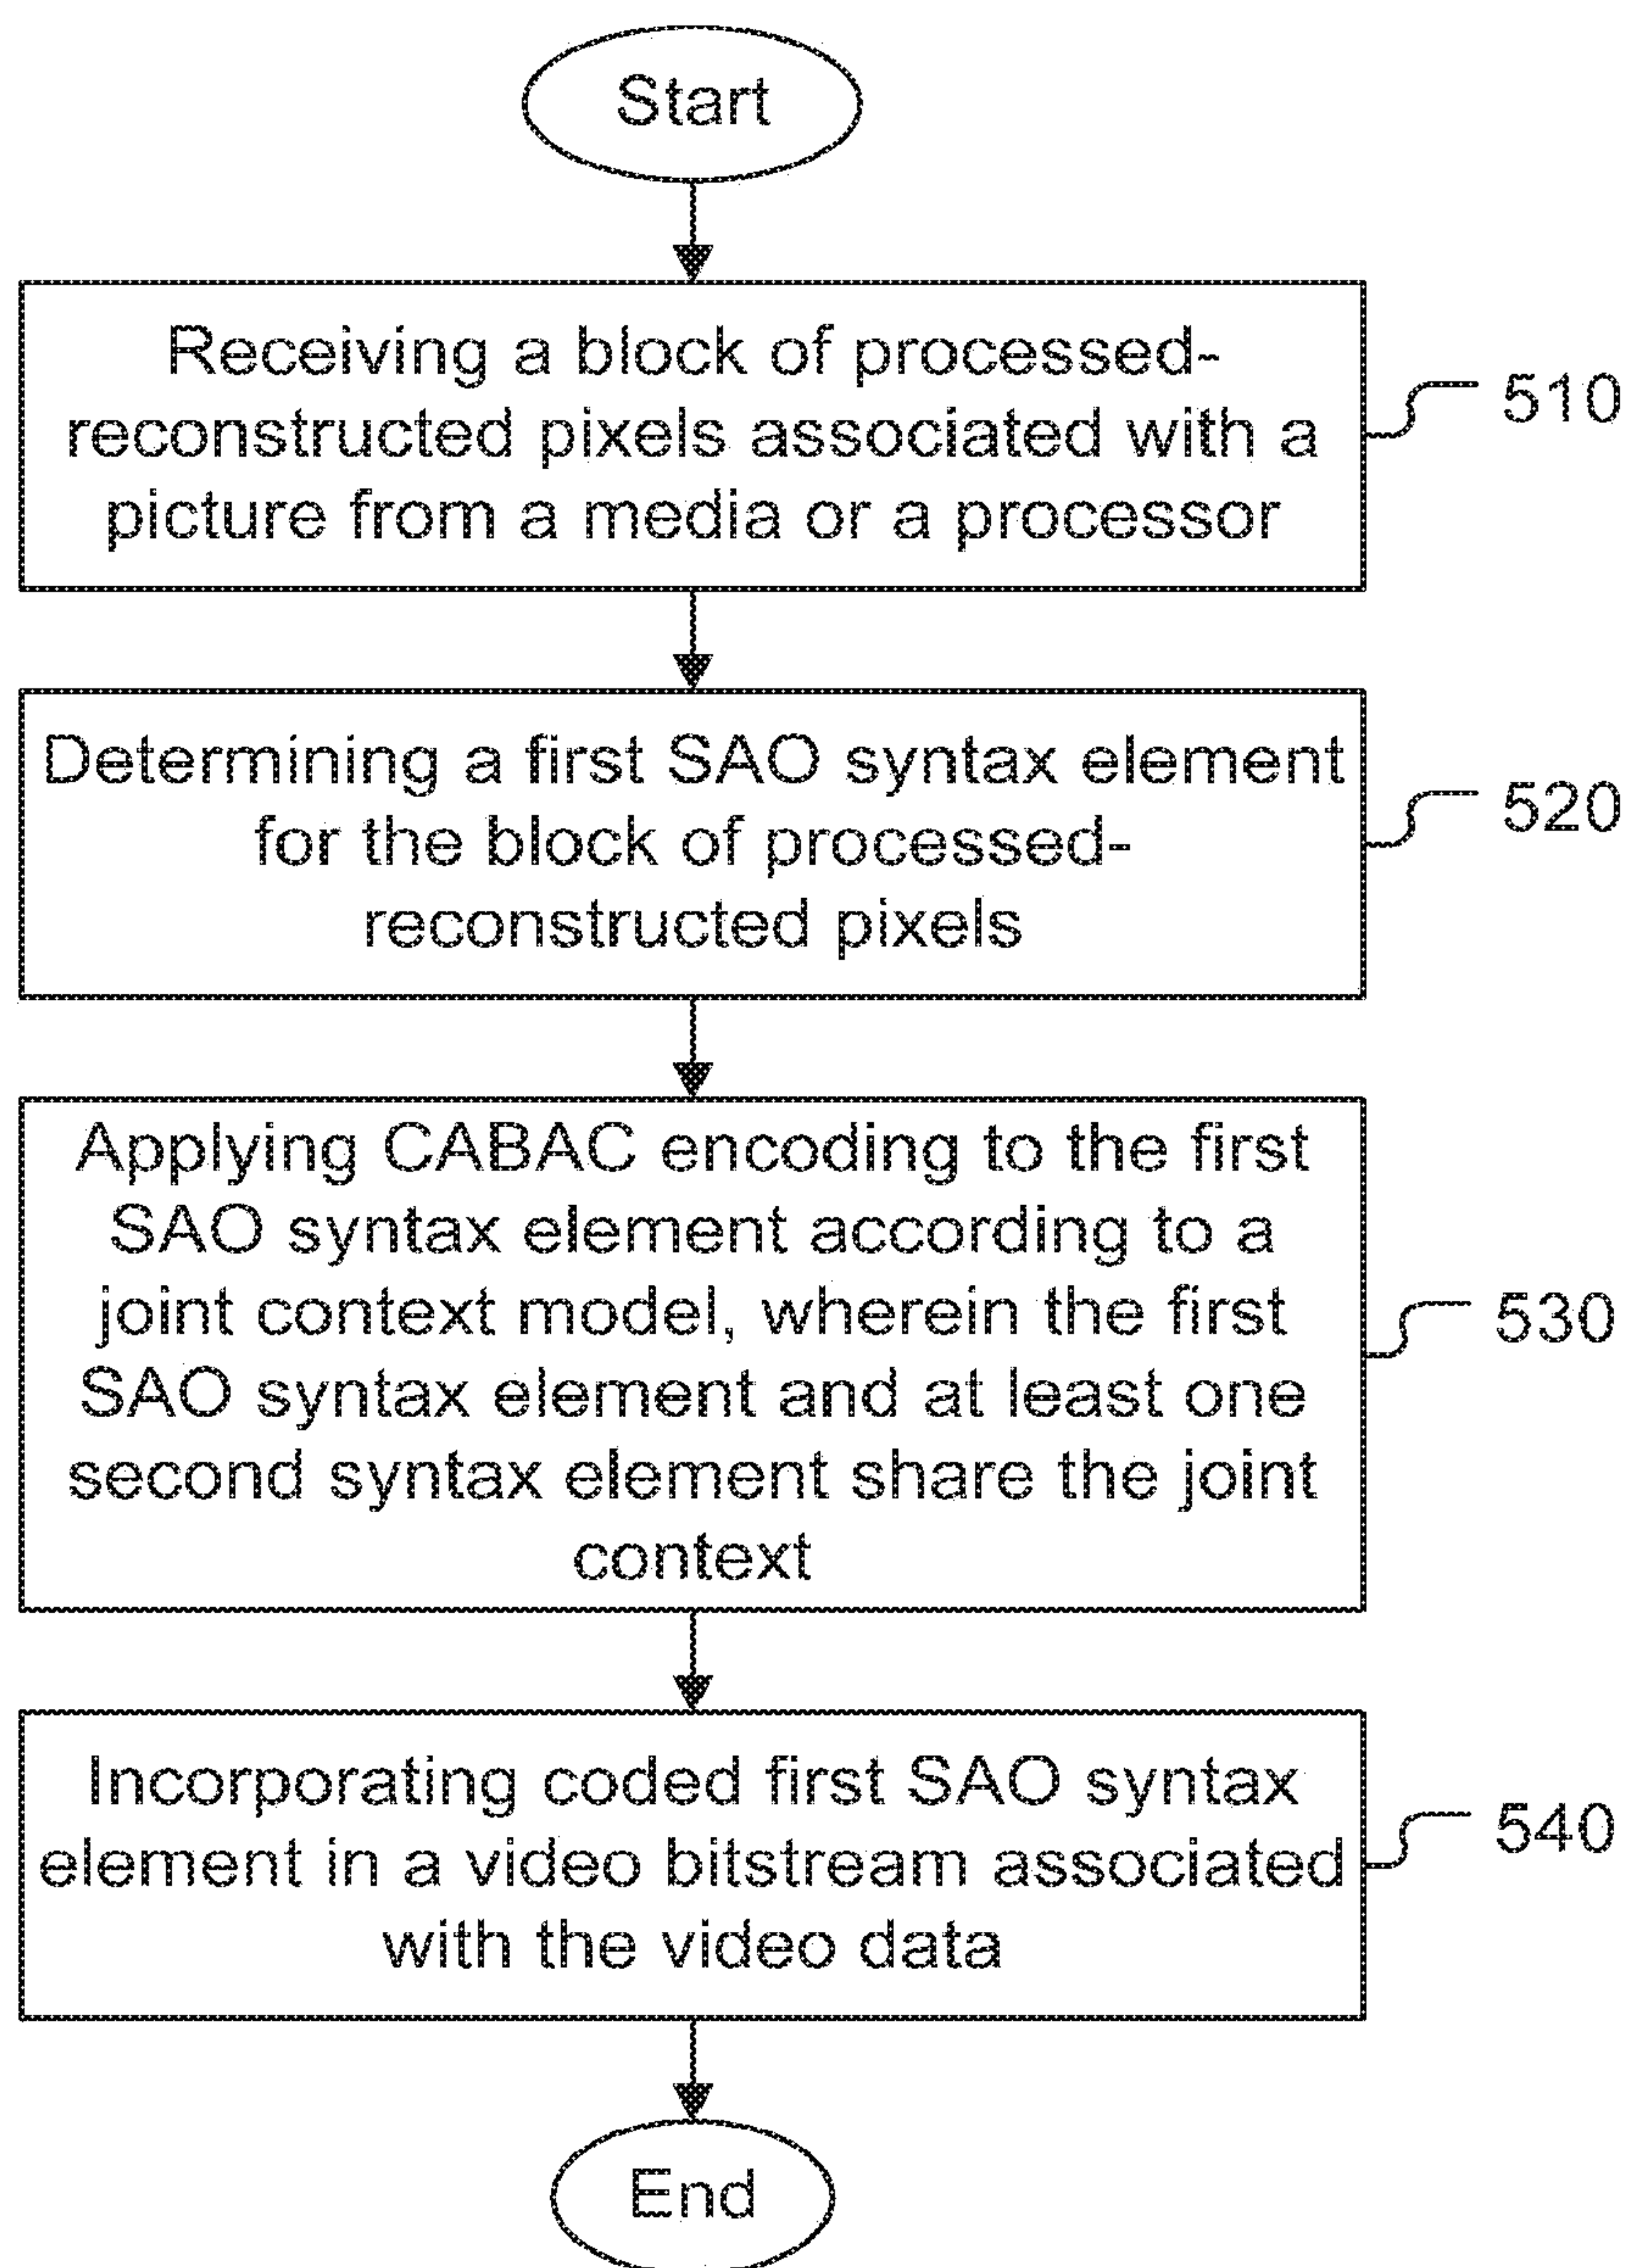 Start
Receiving a block of processed-
reconstructed pixels associated with a
picture from a media or a processor
510
Determining a first SAO syntax element
for the block of processed-
reconstructed pixels
520
Applying CABAC encoding to the first
SAO syntax element according to a
joint context model, wherein the first
SAO syntax element and at least one
second syntax element share the joint
context
530
Incorporating coded first SAO syntax
element in a video bitstream associated
with the video data
540
End